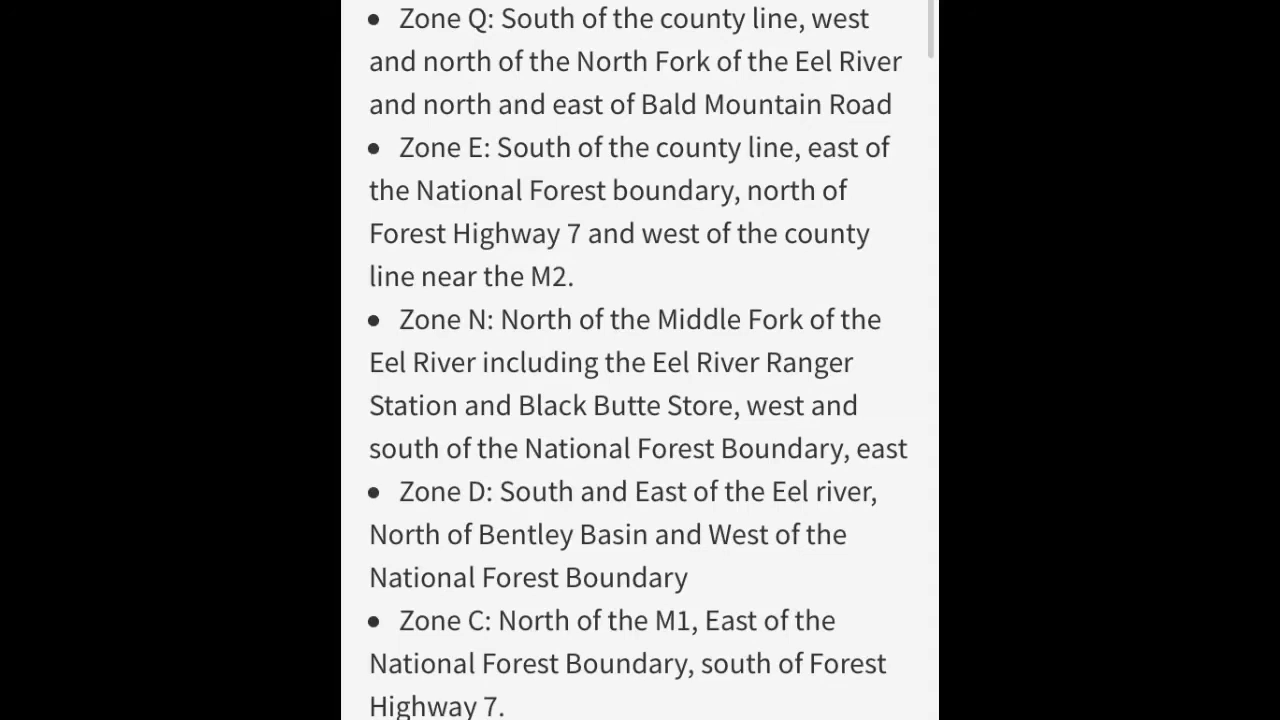 • Zone Q: South of the county line, west
and north of the North Fork of the Eel River
and north and east of Bald Mountain Road
• Zone E: South of the county line, east of
the National Forest boundary, north of
Forest Highway 7 and west of the county
line near the M2.
• Zone N: North of the Middle Fork of the
Eel River including the Eel River Ranger
Station and Black Butte Store, west and
south of the National Forest Boundary, east
• Zone D: South and East of the Eel river,
North of Bentley Basin and West of the
National Forest Boundary
• Zone C: North of the M1, East of the
National Forest Boundary, south of Forest
Highway 7.